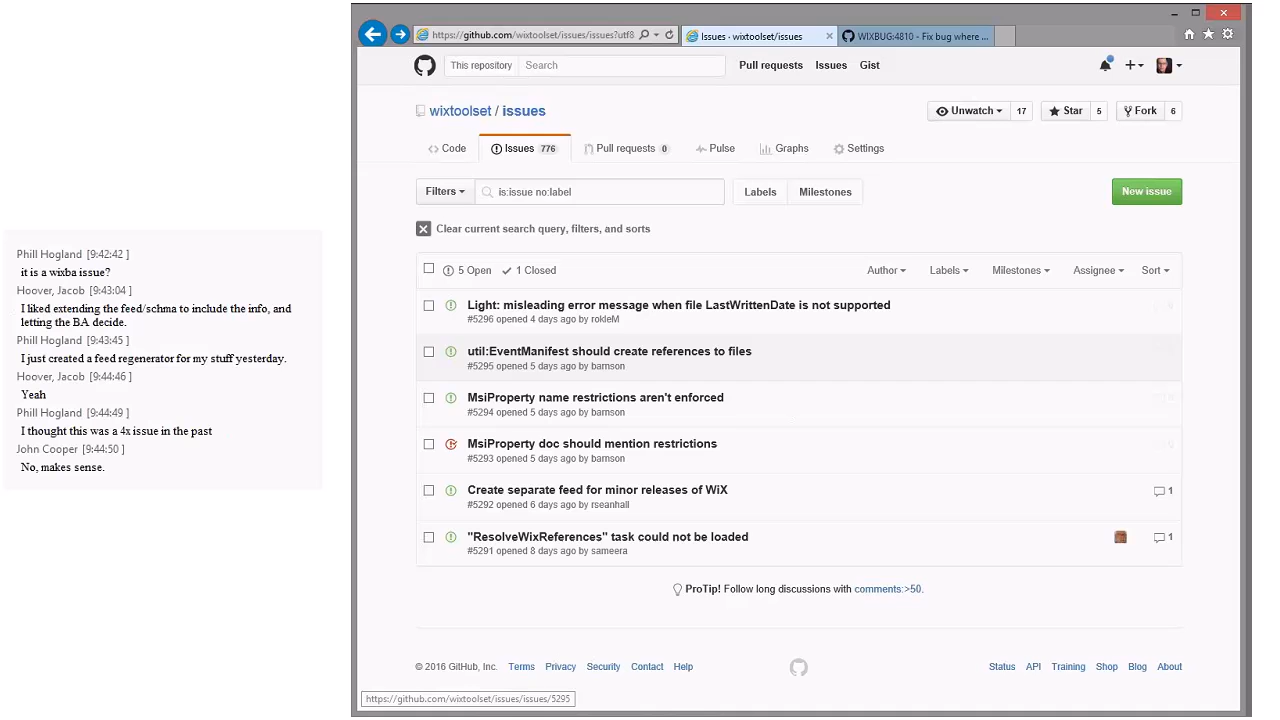 Phill Hogland [9:42:42 ]
it is a wixba issue?
Hoover, Jacob [9:43:04 ]
I liked extending the feed/schma to include the info, and
letting the BA decide.
Phill Hogland [9:43:45 ]
I just created a feed regenerator for my stuff yesterday.
Hoover, Jacob [9:44:46 ]
Yeah
Phill Hogland [9:44:49 ]
I thought this was a 4x issue in the past
John Cooper [9:44:50 ]
No, makes sense.
https://github.com/wixtoolset/issues/issues?utf8
Issues · wixtoolset/issues
WIXBUG:4810 - Fix bug where ...
This repository
Search
Pull requests
Issues
Gist
wixtoolset / issues
Unwatch 17
Star 5
Fork 6
Code
Issues 776
Pull requests 0
Pulse
Graphs
Settings
Filters
is:issue no:label
Labels
Milestones
New issue
Clear current search query, filters, and sorts
5 Open
1 Closed
Author
Labels
Milestones
Assignee
Sort
Light: misleading error message when file LastWrittenDate is not supported
#5296 opened 4 days ago by rokleM
util:EventManifest should create references to files
#5295 opened 5 days ago by barnson
MsiProperty name restrictions aren't enforced
#5294 opened 5 days ago by barnson
MsiProperty doc should mention restrictions
#5293 opened 5 days ago by barnson
Create separate feed for minor releases of WiX
1
#5292 opened 6 days ago by rseanhall
"ResolveWixReferences" task could not be loaded
1
#5291 opened 8 days ago by sameera
ProTip! Follow long discussions with comments:>50.
© 2016 GitHub, Inc.
Terms
Privacy
Security
Contact
Help
Status
API
Training
Shop
Blog
About
https://github.com/wixtoolset/issues/issues/5295